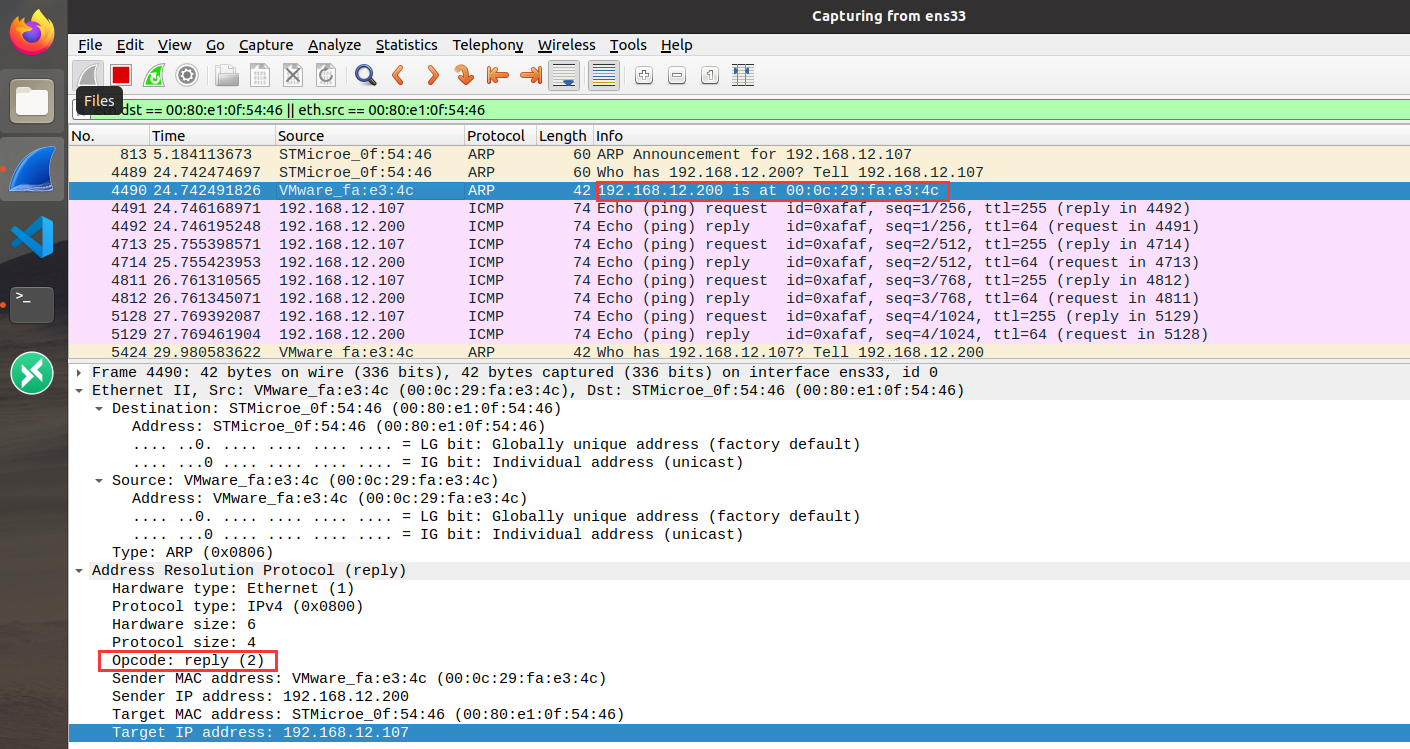 Capturing from ens33
File Edit View Go Capture Analyze Statistics Telephony Wireless Tools Help
Files
dst == 00:80:e1:0f:54:46 || eth.src == 00:80:e1:0f:54:46
No. Time Source Protocol Length Info
813 5.184113673 STMicroe_0f:54:46 ARP 60 ARP Announcement for 192.168.12.107
4489 24.742474697 STMicroe_0f:54:46 ARP 60 Who has 192.168.12.200? Tell 192.168.12.107
4490 24.742491826 VMware_fa:e3:4c ARP 42 192.168.12.200 is at 00:0c:29:fa:e3:4c
4491 24.746168971 192.168.12.107 ICMP 74 Echo (ping) request id=0xafaf, seq=1/256, ttl=255 (reply in 4492)
4492 24.746195248 192.168.12.200 ICMP 74 Echo (ping) reply id=0xafaf, seq=1/256, ttl=64 (request in 4491)
4713 25.755398571 192.168.12.107 ICMP 74 Echo (ping) request id=0xafaf, seq=2/512, ttl=255 (reply in 4714)
4714 25.755423953 192.168.12.200 ICMP 74 Echo (ping) reply id=0xafaf, seq=2/512, ttl=64 (request in 4713)
4811 26.761310565 192.168.12.107 ICMP 74 Echo (ping) request id=0xafaf, seq=3/768, ttl=255 (reply in 4812)
4812 26.761345071 192.168.12.200 ICMP 74 Echo (ping) reply id=0xafaf, seq=3/768, ttl=64 (request in 4811)
5128 27.769392087 192.168.12.107 ICMP 74 Echo (ping) request id=0xafaf, seq=4/1024, ttl=255 (reply in 5129)
5129 27.769461904 192.168.12.200 ICMP 74 Echo (ping) reply id=0xafaf, seq=4/1024, ttl=64 (request in 5128)
5424 29.980583622 VMware_fa:e3:4c ARP 42 Who has 192.168.12.107? Tell 192.168.12.200
Frame 4490: 42 bytes on wire (336 bits), 42 bytes captured (336 bits) on interface ens33, id 0
Ethernet II, Src: VMware_fa:e3:4c (00:0c:29:fa:e3:4c), Dst: STMicroe_0f:54:46 (00:80:e1:0f:54:46)
Destination: STMicroe_0f:54:46 (00:80:e1:0f:54:46)
Address: STMicroe_0f:54:46 (00:80:e1:0f:54:46)
.... ..0. .... .... .... .... = LG bit: Globally unique address (factory default)
.... ...0 .... .... .... .... = IG bit: Individual address (unicast)
Source: VMware_fa:e3:4c (00:0c:29:fa:e3:4c)
Address: VMware_fa:e3:4c (00:0c:29:fa:e3:4c)
.... ..0. .... .... .... .... = LG bit: Globally unique address (factory default)
.... ...0 .... .... .... .... = IG bit: Individual address (unicast)
Type: ARP (0x0806)
Address Resolution Protocol (reply)
Hardware type: Ethernet (1)
Protocol type: IPv4 (0x0800)
Hardware size: 6
Protocol size: 4
Opcode: reply (2)
Sender MAC address: VMware_fa:e3:4c (00:0c:29:fa:e3:4c)
Sender IP address: 192.168.12.200
Target MAC address: STMicroe_0f:54:46 (00:80:e1:0f:54:46)
Target IP address: 192.168.12.107